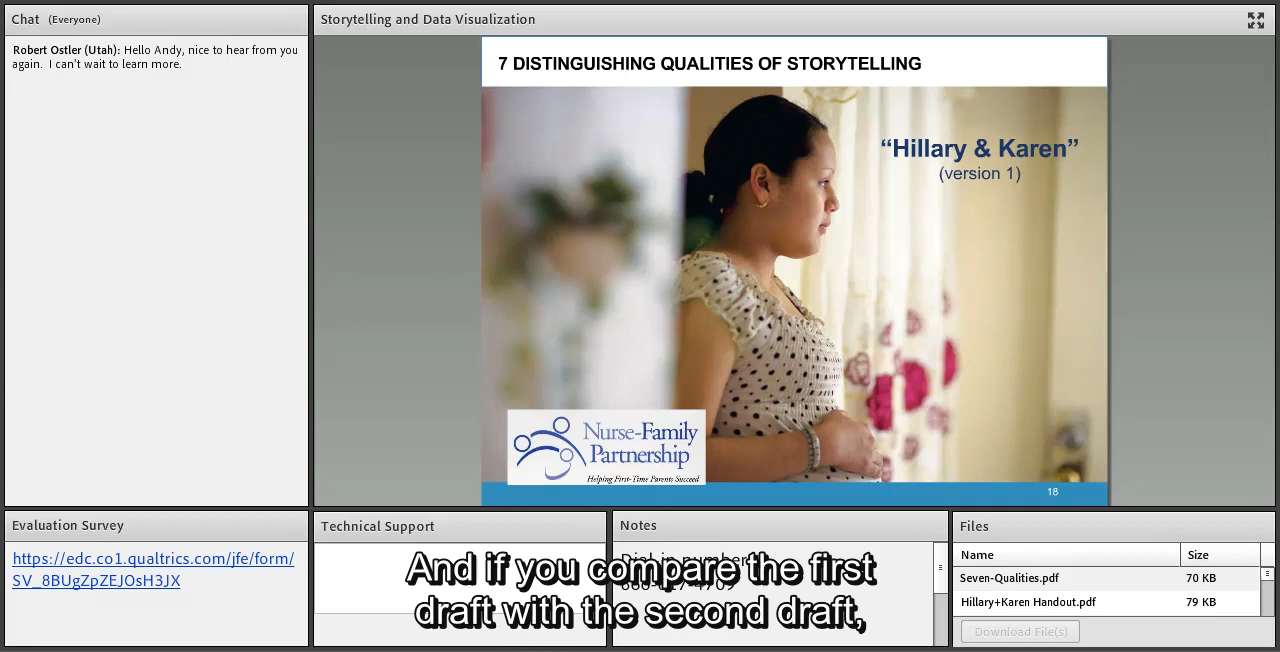 Chat (Everyone)
Robert Ostler (Utah): Hello Andy, nice to hear from you
again. I can't wait to learn more.
Storytelling and Data Visualization
7 DISTINGUISHING QUALITIES OF STORYTELLING
“Hillary & Karen”
(version 1)
Nurse-Family
Partnership
Helping First-Time Parents Succeed
18
Evaluation Survey
https://edc.co1.qualtrics.com/jfe/form/
SV_8BUgZpZEJOsH3JX
Technical Support
Notes
Dial-in number
Files
Name Size
Seven-Qualities.pdf 70 KB
Hillary+Karen Handout.pdf 79 KB
Download File(s)
And if you compare the first
draft with the second draft,